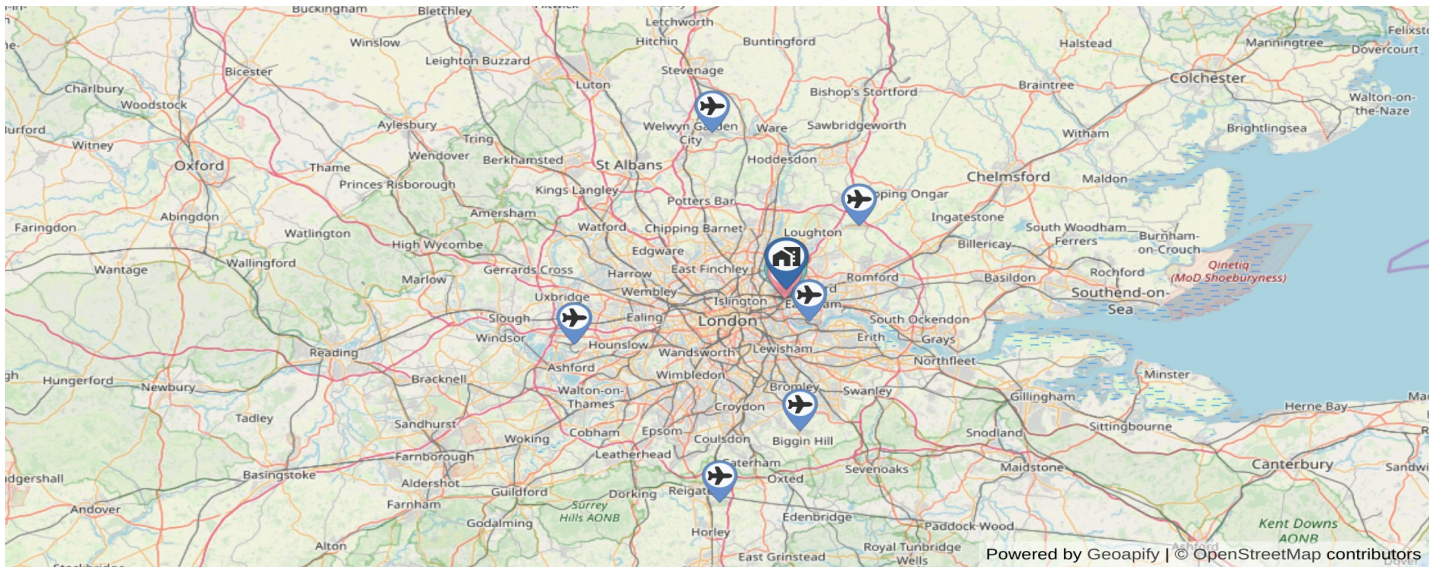 Buckingham
Bletchley
Letchworth
Felixsto
Winslow
Hitchin
Buntingford
Halstead
Manningtree
Dovercourt
Leighton Buzzard
Bicester
Stevenage
Colchester
Charlbury
Luton
Bishop's Stortford
Braintree
Walton-on-
the-Naze
Woodstock
Burford
Aylesbury
Welwyn Garden
City
Ware
Sawbridgeworth
Witham
Brightlingsea
Witney
Tring
Wendover
Berkhamsted
Hoddesdon
Oxford
Thame
St Albans
Chelmsford
Maldon
Princes Risborough
Kings Langley
Potters Bar
pping Ongar
Abingdon
Amersham
Ingatestone
Faringdon
Watlington
Watford
Chipping Barnet
Loughton
South Woodham
Ferrers
Burnham-
on-Crouch
High Wycombe
Edgware
Billericay
Wantage
Wallingford
Marlow
Gerrards Cross
Harrow
East Finchley
Romford
Basildon
Rochford
Qinetiq
(MoD Shoeburyness)
Uxbridge
Wembley
Islington
Southend-on-
Sea
Slough
Ealing
London
South Ockendon
Windsor
Hounslow
Erith
Grays
Reading
Wandsworth
Lewisham
Northfleet
Ashford
Hungerford
Newbury
Bracknell
Wimbledon
Bromley
Swanley
Minster
Walton-on-
Thames
Gillingham
Herne Bay
Tadley
Sandhurst
Croydon
Sittingbourne
Woking
Cobham
Epsom
Coulsdon
Biggin Hill
Snodland
Farnborough
Leatherhead
Caterham
Sevenoaks
Maidstone
Canterbury
Sandwi
Basingstoke
Aldershot
Guildford
Dorking
Reigat
Oxted
Andover
Farnham
Surrey
Hills AONB
Edenbridge
Paddock Wood
Kent Downs
AONB
Godalming
Horley
Alton
East Grinstead
Royal Tunbridge
Wells
Ashford
Powered by Geoapify | © OpenStreetMap contributors